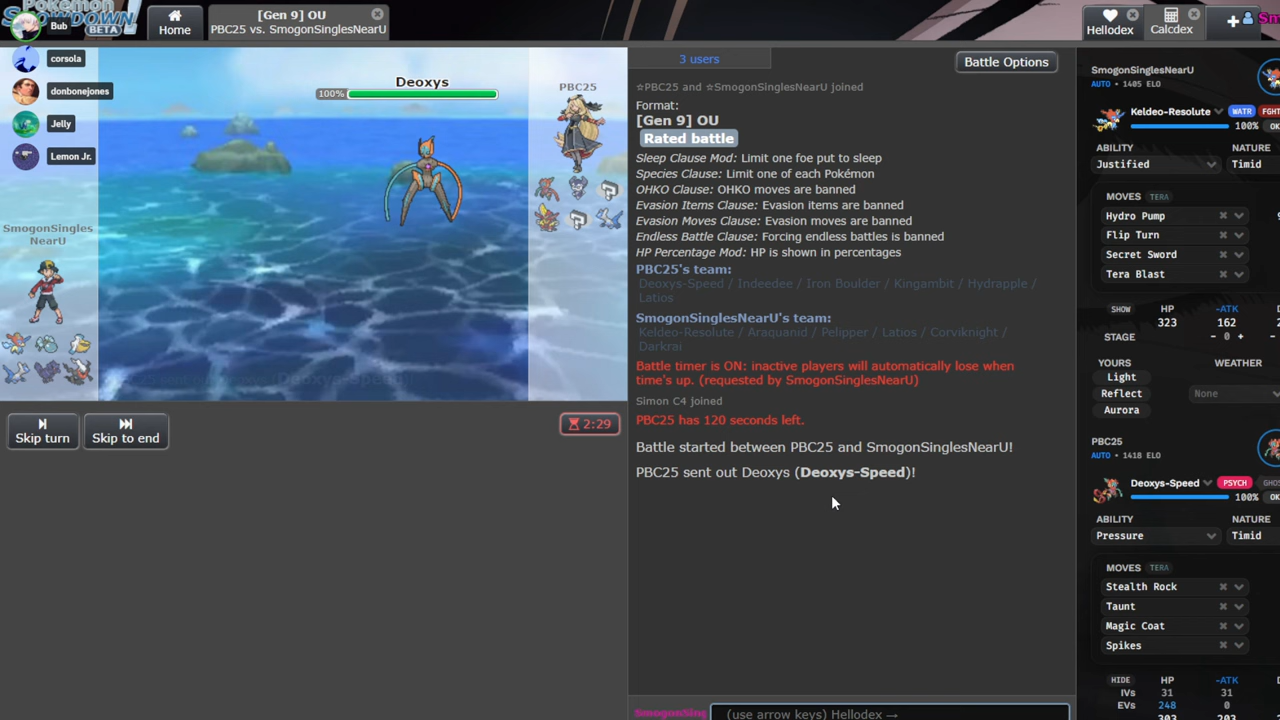 Pokémon
SHOWDOWN
BETA
Bub
Home
[Gen 9] OU
PBC25 vs. SmogonSinglesNearU
Hellodex
Calcdex
corsola
donbonejones
Jelly
Lemon Jr.
Deoxys
100%
PBC25
SmogonSingles
NearU
Skip turn
Skip to end
2:29
3 users
Battle Options
☆PBC25 and ☆SmogonSinglesNearU joined
Format:
[Gen 9] OU
Rated battle
Sleep Clause Mod: Limit one foe put to sleep
Species Clause: Limit one of each Pokémon
OHKO Clause: OHKO moves are banned
Evasion Items Clause: Evasion items are banned
Evasion Moves Clause: Evasion moves are banned
Endless Battle Clause: Forcing endless battles is banned
HP Percentage Mod: HP is shown in percentages
PBC25's team:
Deoxys-Speed / Indeedee / Iron Boulder / Kingambit / Hydrapple /
Latios
SmogonSinglesNearU's team:
Keldeo-Resolute / Araquanid / Pelipper / Latios / Corviknight /
Darkrai
Battle timer is ON: inactive players will automatically lose when
time's up. (requested by SmogonSinglesNearU)
Simon C4 joined
PBC25 has 120 seconds left.
Battle started between PBC25 and SmogonSinglesNearU!
PBC25 sent out Deoxys (Deoxys-Speed)!
SmogonSing
(use arrow keys) Hellodex →
SmogonSinglesNearU
AUTO • 1405 ELO
Keldeo-Resolute WATR FGHT
100%
ABILITY NATURE
Justified Timid
MOVES TERA
Hydro Pump
Flip Turn
Secret Sword
Tera Blast
SHOW HP -ATK
323 162
STAGE - 0 +
YOURS WEATHER
Light
Reflect None
Aurora
PBC25
AUTO • 1418 ELO
Deoxys-Speed PSYCH GHOS
100%
ABILITY NATURE
Pressure Timid
MOVES TERA
Stealth Rock
Taunt
Magic Coat
Spikes
HIDE HP -ATK
IVs 31 31
EVs 248 0
303 203